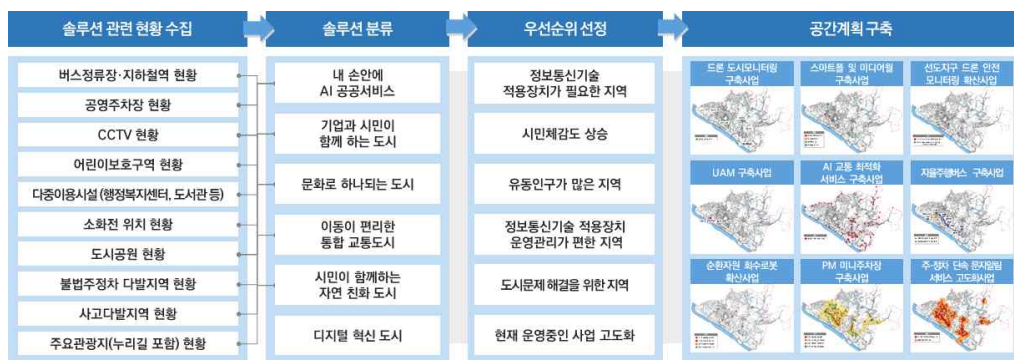 솔루션 관련 현황 수집
버스정류장·지하철역 현황
공영주차장 현황
CCTV 현황
어린이보호구역 현황
다중이용시설(행정복지센터, 도서관 등)
소화전 위치 현황
도시공원 현황
불법주정차 다발지역 현황
사고다발지역 현황
주요관광지(누리길 포함) 현황
솔루션 분류
내 손안에
AI 공공서비스
기업과 시민이
함께 하는 도시
문화로 하나되는 도시
이동이 편리한
통합 교통도시
시민이 함께하는
자연 친화 도시
디지털 혁신 도시
우선순위 선정
정보통신기술
적용장치가 필요한 지역
시민체감도 상승
유동인구가 많은 지역
정보통신기술 적용장치
운영관리가 편한 지역
도시문제 해결을 위한 지역
현재 운영중인 사업 고도화
공간계획 구축
드론 도시모니터링
구축사업
스마트폴 및 미디어월
구축사업
선도지구 드론 안전
모니터링 확산사업
UAM 구축사업
AI 교통 최적화
서비스 구축사업
자율주행버스 구축사업
순환자원 회수로봇
확산사업
PM 미니주차장
구축사업
주·정차 단속 문자알림
서비스 고도화사업